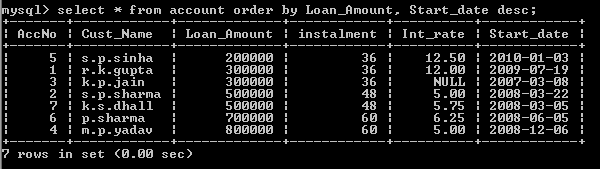 mysql> select * from account order by Loan_Amount, Start_date desc;
+-------+------------+-------------+-----------+----------+------------+
| AccNo | Cust_Name | Loan_Amount | instalment | Int_rate | Start_date |
+-------+------------+-------------+-----------+----------+------------+
| 5 | s.p.sinha | 200000 | 36 | 12.50 | 2010-01-03 |
| 1 | r.k.gupta | 300000 | 36 | 12.00 | 2009-07-19 |
| 3 | k.p.jain | 300000 | 36 | NULL | 2007-03-08 |
| 2 | s.p.sharma | 500000 | 48 | 5.00 | 2008-03-22 |
| 7 | k.s.dhall | 500000 | 48 | 5.75 | 2008-03-05 |
| 6 | p.sharma | 700000 | 60 | 6.25 | 2008-06-05 |
| 4 | m.p.yadav | 800000 | 60 | 5.00 | 2008-12-06 |
+-------+------------+-------------+-----------+----------+------------+
7 rows in set (0.00 sec)